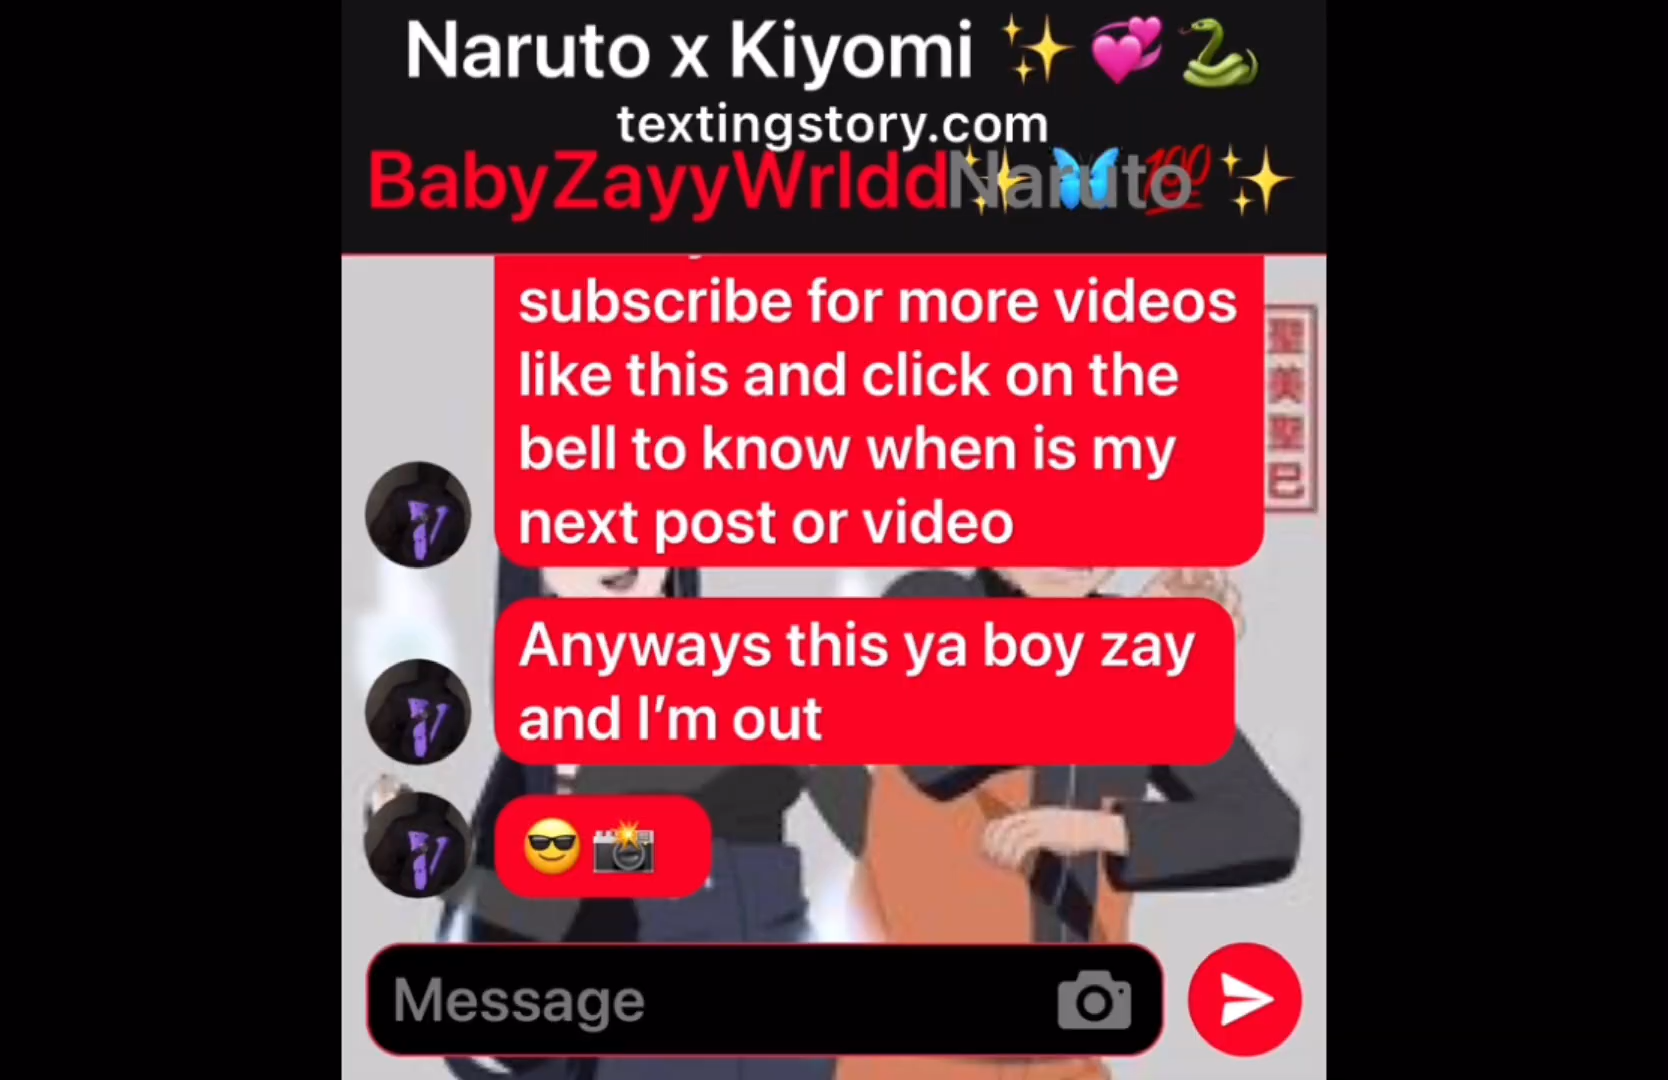 Naruto x Kiyomi ✨💞🐍
textingstory.com
BabyZayyWrldd✨🦋💯✨
Naruto
subscribe for more videos
like this and click on the
bell to know when is my
next post or video
Anyways this ya boy zay
and I'm out
😎📸
Message